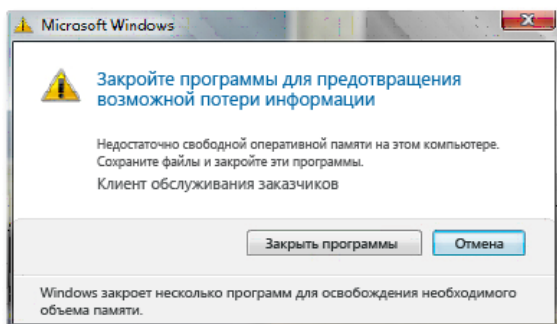 Microsoft Windows
Закройте программы для предотвращения
возможной потери информации
Недостаточно свободной оперативной памяти на этом компьютере.
Сохраните файлы и закройте эти программы.
Клиент обслуживания заказчиков
Закрыть программы Отмена
Windows закроет несколько программ для освобождения необходимого
объема памяти.